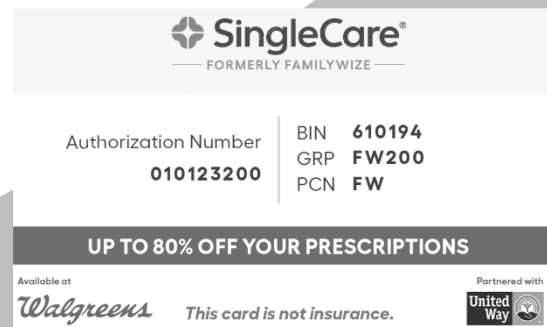 SingleCare®
FORMERLY FAMILYWIZE
Authorization Number
010123200
BIN 610194
GRP FW200
PCN FW
UP TO 80% OFF YOUR PRESCRIPTIONS
Available at
Walgreens
This card is not insurance.
Partnered with
United
Way